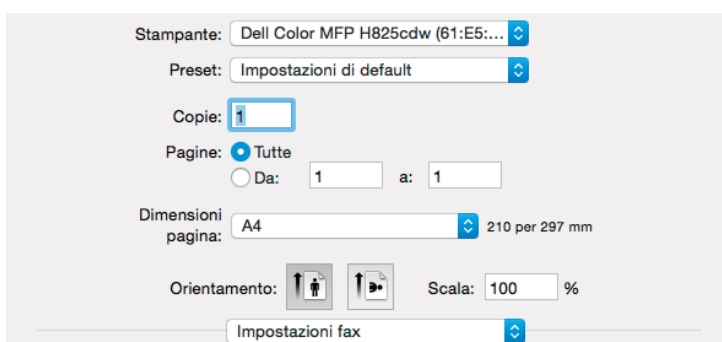 Stampante: Dell Color MFP H825cdw (61:E5:...
Preset: Impostazioni di default
Copie: 1
Pagine: Tutte
Da: 1 a: 1
Dimensioni
pagina: A4 210 per 297 mm
Orientamento: Scala: 100 %
Impostazioni fax